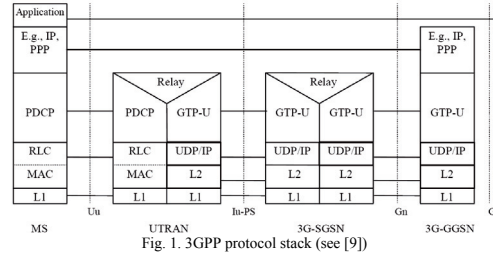 Application
E.g., IP,
PPP
E.g., IP,
PPP
Relay
Relay
PDCP
PDCP
GTP-U
GTP-U
GTP-U
GTP-U
RLC
RLC
UDP/IP
UDP/IP
UDP/IP
UDP/IP
MAC
MAC
L2
L2
L2
L2
L1
L1
L1
L1
L1
L1
Uu
Iu-PS
Gn
MS
UTRAN
3G-SGSN
3G-GGSN
Fig. 1. 3GPP protocol stack (see [9])